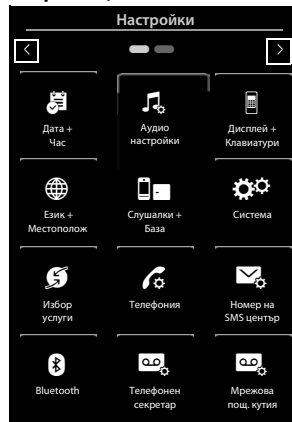 Настройки
Дата +
Час
Аудио
настройки
Дисплей +
Клавиатури
Език +
Местополож
Слушалки +
База
Система
Избор
услуги
Телефония
Номер на
SMS център
Bluetooth
Телефонен
секретар
Мрежова
пощ. кутия